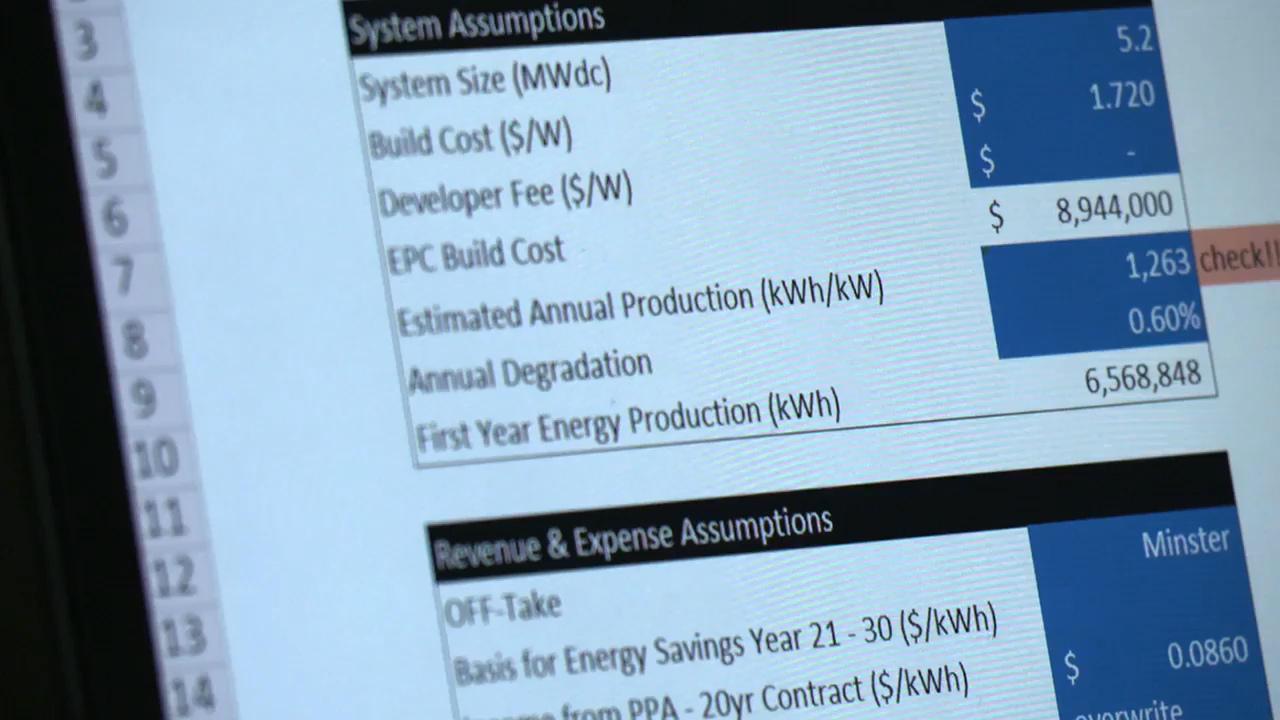 3 System Assumptions
4 System Size (MWdc) 5.2
5 Build Cost ($/W) $ 1.720
6 Developer Fee ($/W) $ -
7 EPC Build Cost $ 8,944,000
8 Estimated Annual Production (kWh/kW) 1,263 check!!
9 Annual Degradation 0.60%
10 First Year Energy Production (kWh) 6,568,848
11
12 Revenue & Expense Assumptions
13 OFF-Take Minster
14 Basis for Energy Savings Year 21 - 30 ($/kWh)
from PPA - 20yr Contract ($/kWh) $ 0.0860
overwrite